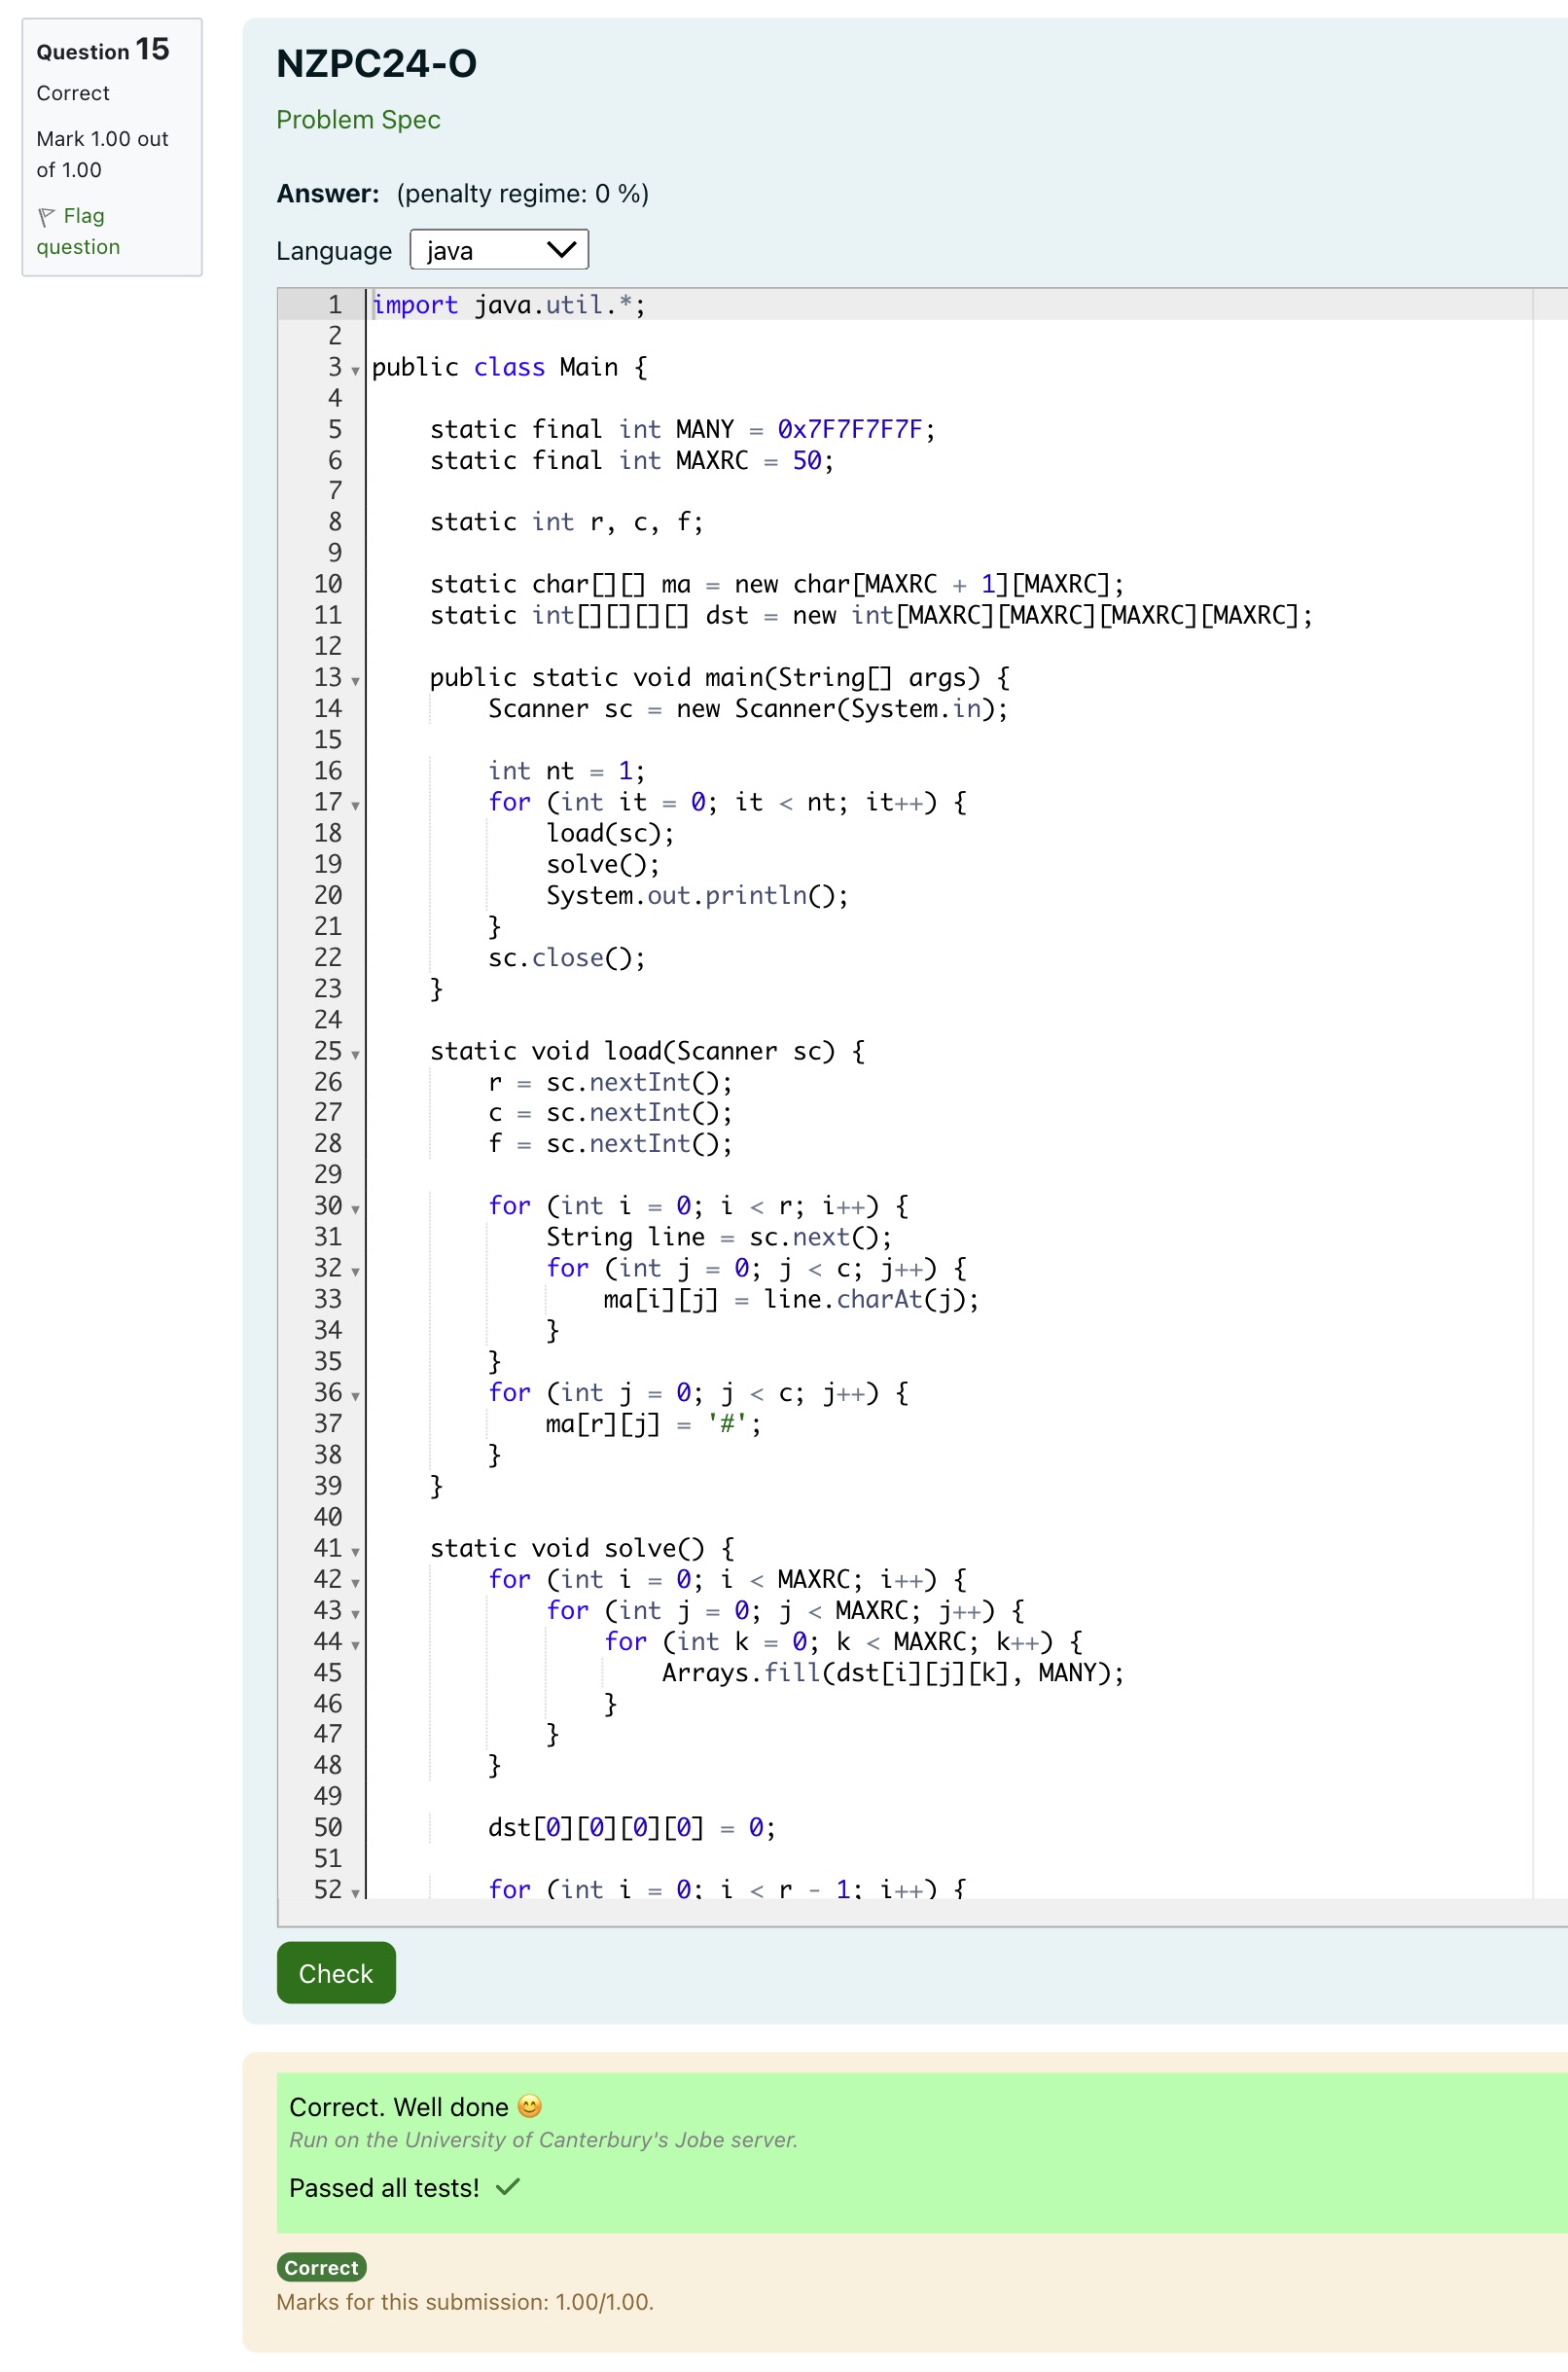 Question 15
Correct
Mark 1.00 out
of 1.00
Flag
question
NZPC24-O
Problem Spec
Answer: (penalty regime: 0 %)
Language java
1 import java.util.*;
2
3 public class Main {
4
5     static final int MANY = 0x7F7F7F7F;
6     static final int MAXRC = 50;
7
8     static int r, c, f;
9
10     static char[][] ma = new char[MAXRC + 1][MAXRC];
11     static int[][][][] dst = new int[MAXRC][MAXRC][MAXRC][MAXRC];
12
13     public static void main(String[] args) {
14         Scanner sc = new Scanner(System.in);
15
16         int nt = 1;
17         for (int it = 0; it < nt; it++) {
18             load(sc);
19             solve();
20             System.out.println();
21         }
22         sc.close();
23     }
24
25     static void load(Scanner sc) {
26         r = sc.nextInt();
27         c = sc.nextInt();
28         f = sc.nextInt();
29
30         for (int i = 0; i < r; i++) {
31             String line = sc.next();
32             for (int j = 0; j < c; j++) {
33                 ma[i][j] = line.charAt(j);
34             }
35         }
36         for (int j = 0; j < c; j++) {
37             ma[r][j] = '#';
38         }
39     }
40
41     static void solve() {
42         for (int i = 0; i < MAXRC; i++) {
43             for (int j = 0; j < MAXRC; j++) {
44                 for (int k = 0; k < MAXRC; k++) {
45                     Arrays.fill(dst[i][j][k], MANY);
46                 }
47             }
48         }
49
50         dst[0][0][0][0] = 0;
51
52         for (int i = 0; i < r - 1; i++) {
Check
Correct. Well done 😊
Run on the University of Canterbury's Jobe server.
Passed all tests! ✓
Correct
Marks for this submission: 1.00/1.00.